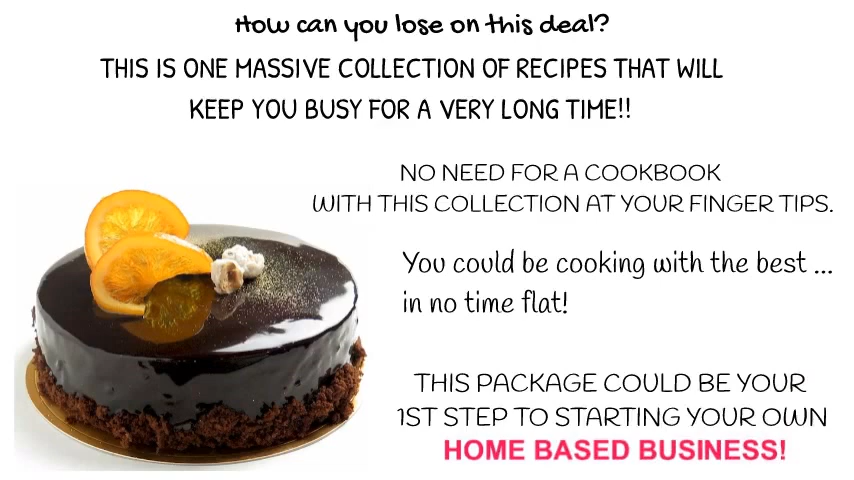 How can you lose on this deal?
THIS IS ONE MASSIVE COLLECTION OF RECIPES THAT WILL
KEEP YOU BUSY FOR A VERY LONG TIME!!
NO NEED FOR A COOKBOOK
WITH THIS COLLECTION AT YOUR FINGER TIPS.
You could be cooking with the best ...
in no time flat!
THIS PACKAGE COULD BE YOUR
1ST STEP TO STARTING YOUR OWN
HOME BASED BUSINESS!